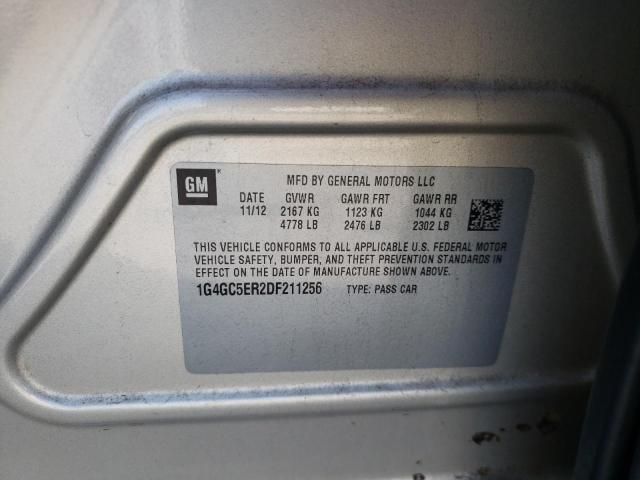 GM
MFD BY GENERAL MOTORS LLC
DATE GVWR GAWR FRT GAWR RR
11/12 2167 KG 1123 KG 1044 KG
4778 LB 2476 LB 2302 LB
THIS VEHICLE CONFORMS TO ALL APPLICABLE U.S. FEDERAL MOTOR
VEHICLE SAFETY, BUMPER, AND THEFT PREVENTION STANDARDS IN
EFFECT ON THE DATE OF MANUFACTURE SHOWN ABOVE.
1G4GC5ER2DF211256 TYPE: PASS CAR